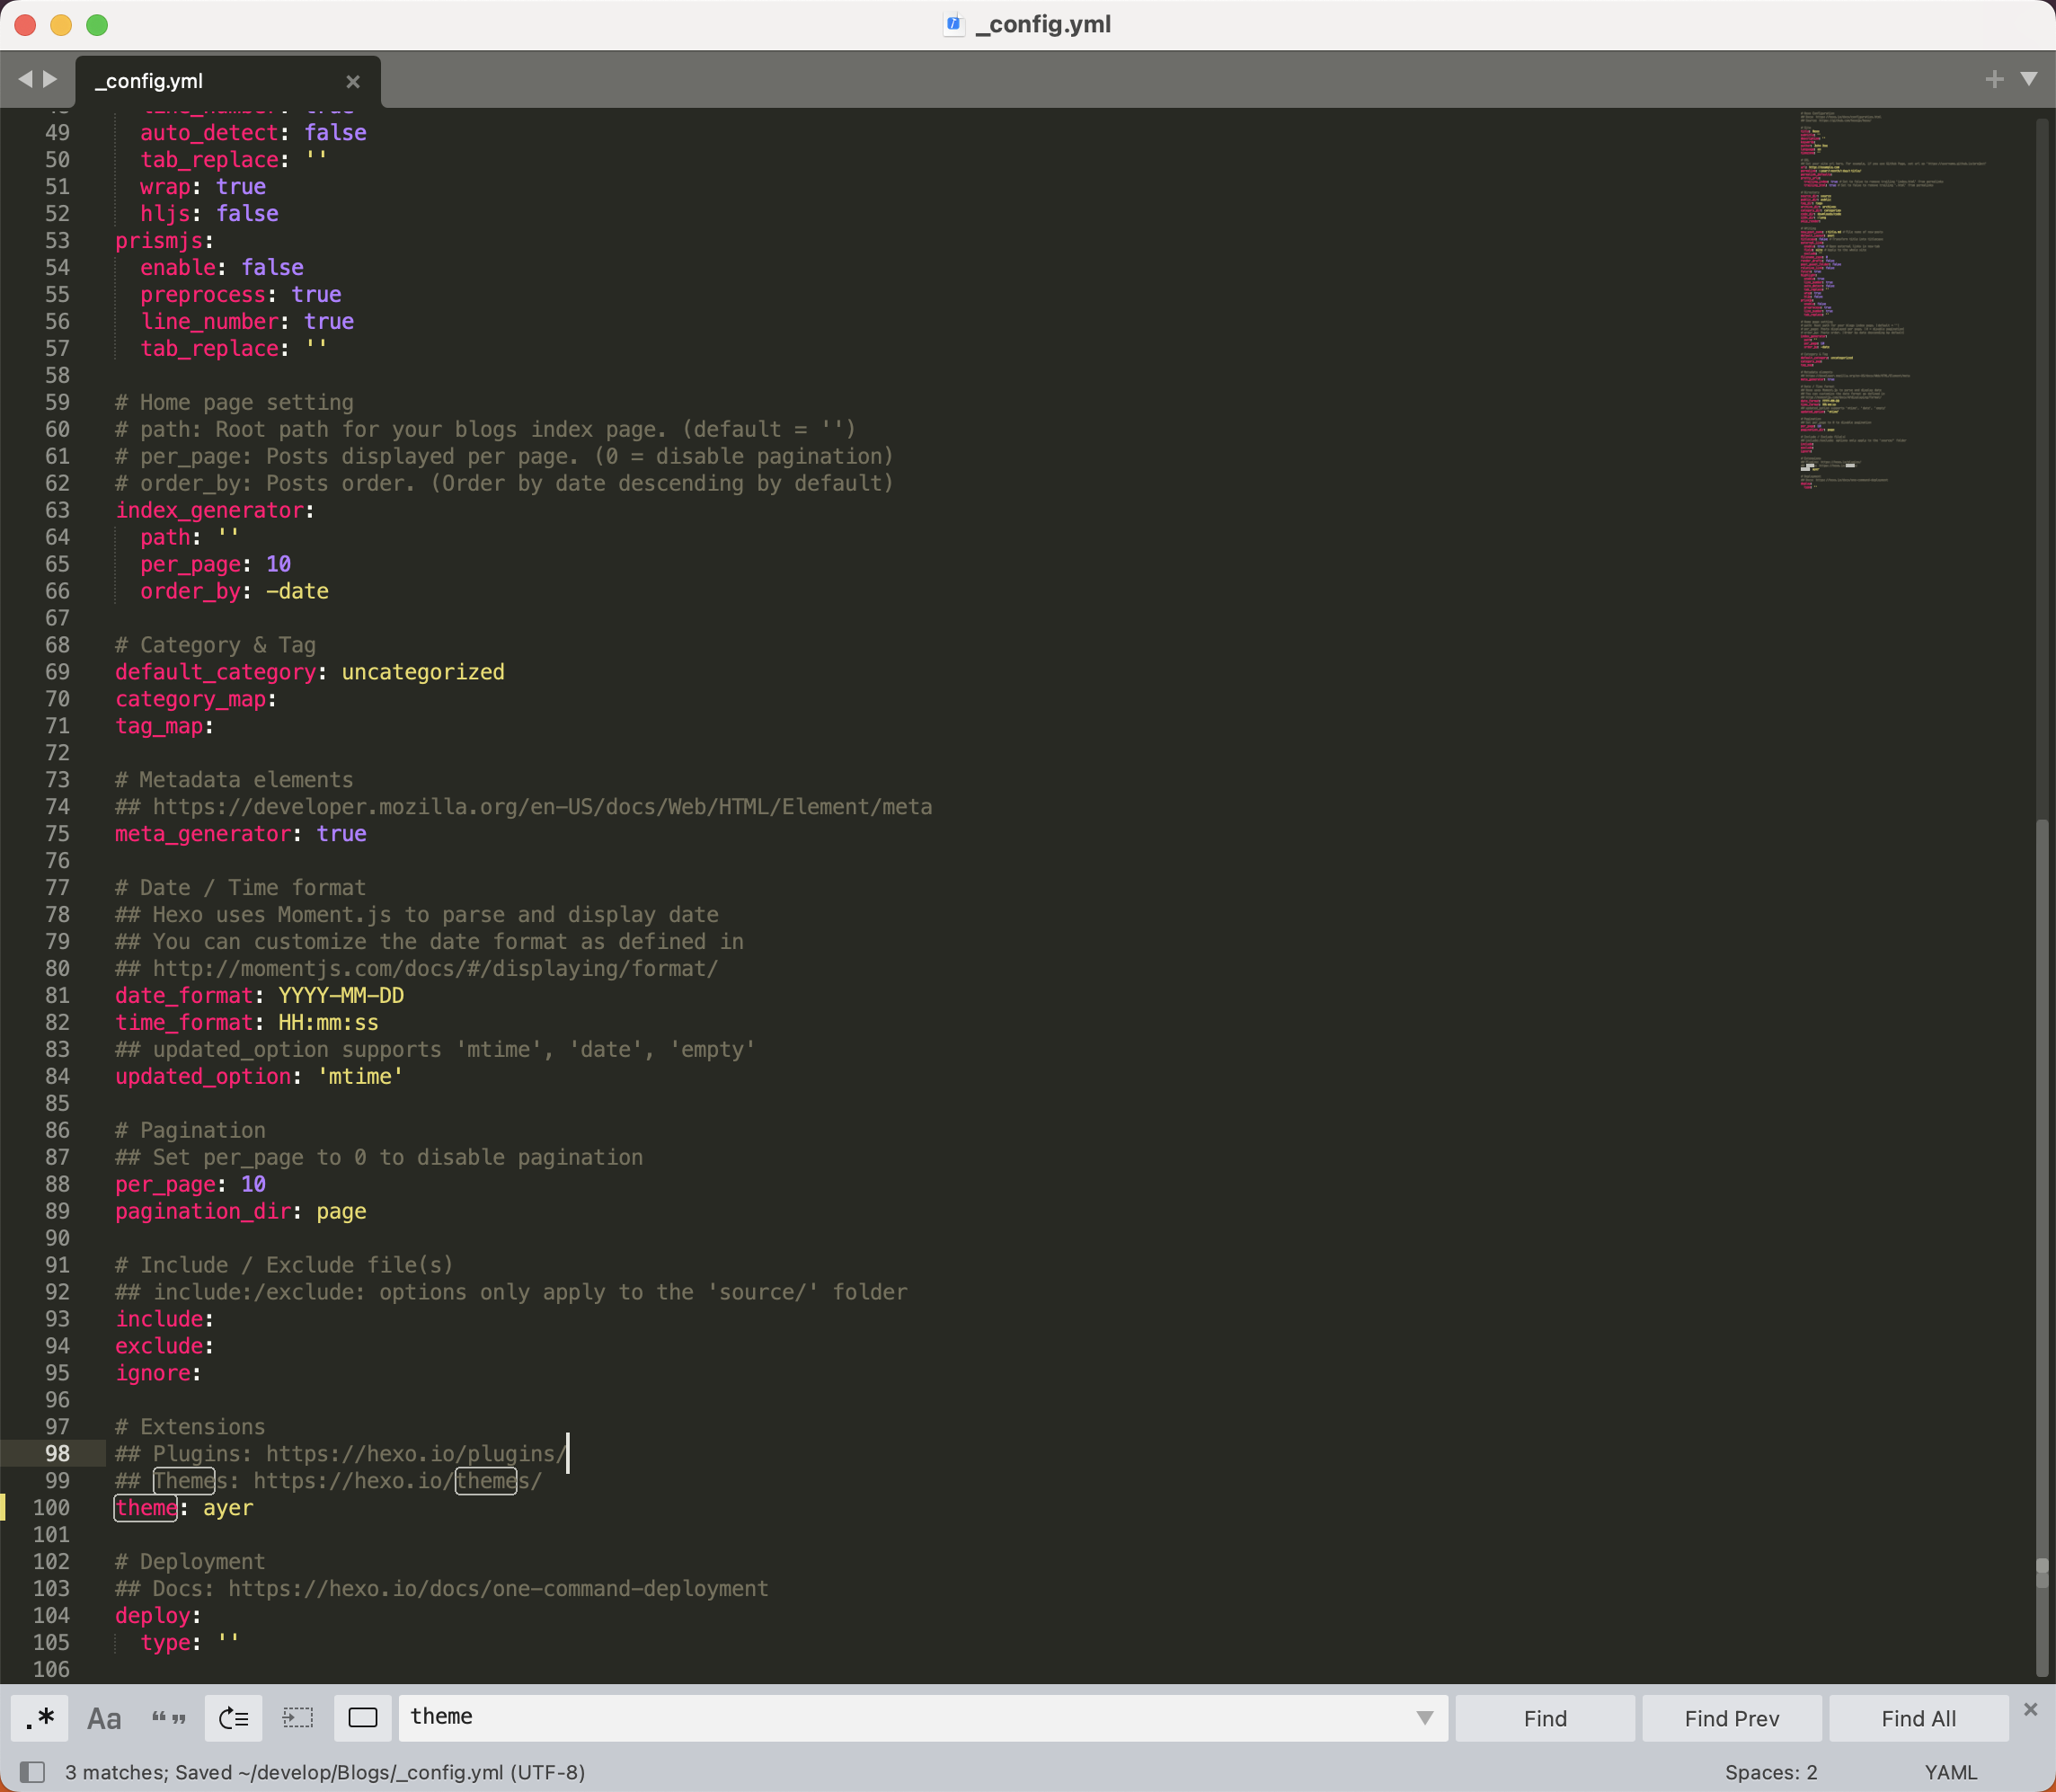 _config.yml
_config.yml
49 auto_detect: false
50 tab_replace: ''
51 wrap: true
52 hljs: false
53 prismjs:
54 enable: false
55 preprocess: true
56 line_number: true
57 tab_replace: ''
58
59 # Home page setting
60 # path: Root path for your blogs index page. (default = '')
61 # per_page: Posts displayed per page. (0 = disable pagination)
62 # order_by: Posts order. (Order by date descending by default)
63 index_generator:
64 path: ''
65 per_page: 10
66 order_by: -date
67
68 # Category & Tag
69 default_category: uncategorized
70 category_map:
71 tag_map:
72
73 # Metadata elements
74 ## https://developer.mozilla.org/en-US/docs/Web/HTML/Element/meta
75 meta_generator: true
76
77 # Date / Time format
78 ## Hexo uses Moment.js to parse and display date
79 ## You can customize the date format as defined in
80 ## http://momentjs.com/docs/#/displaying/format/
81 date_format: YYYY-MM-DD
82 time_format: HH:mm:ss
83 ## updated_option supports 'mtime', 'date', 'empty'
84 updated_option: 'mtime'
85
86 # Pagination
87 ## Set per_page to 0 to disable pagination
88 per_page: 10
89 pagination_dir: page
90
91 # Include / Exclude file(s)
92 ## include:/exclude: options only apply to the 'source/' folder
93 include:
94 exclude:
95 ignore:
96
97 # Extensions
98 ## Plugins: https://hexo.io/plugins/
99 ## Themes: https://hexo.io/themes/
100 theme: ayer
101
102 # Deployment
103 ## Docs: https://hexo.io/docs/one-command-deployment
104 deploy:
105 type: ''
106
.* Aa “” theme Find Find Prev Find All
3 matches; Saved ~/develop/Blogs/_config.yml (UTF-8) Spaces: 2 YAML